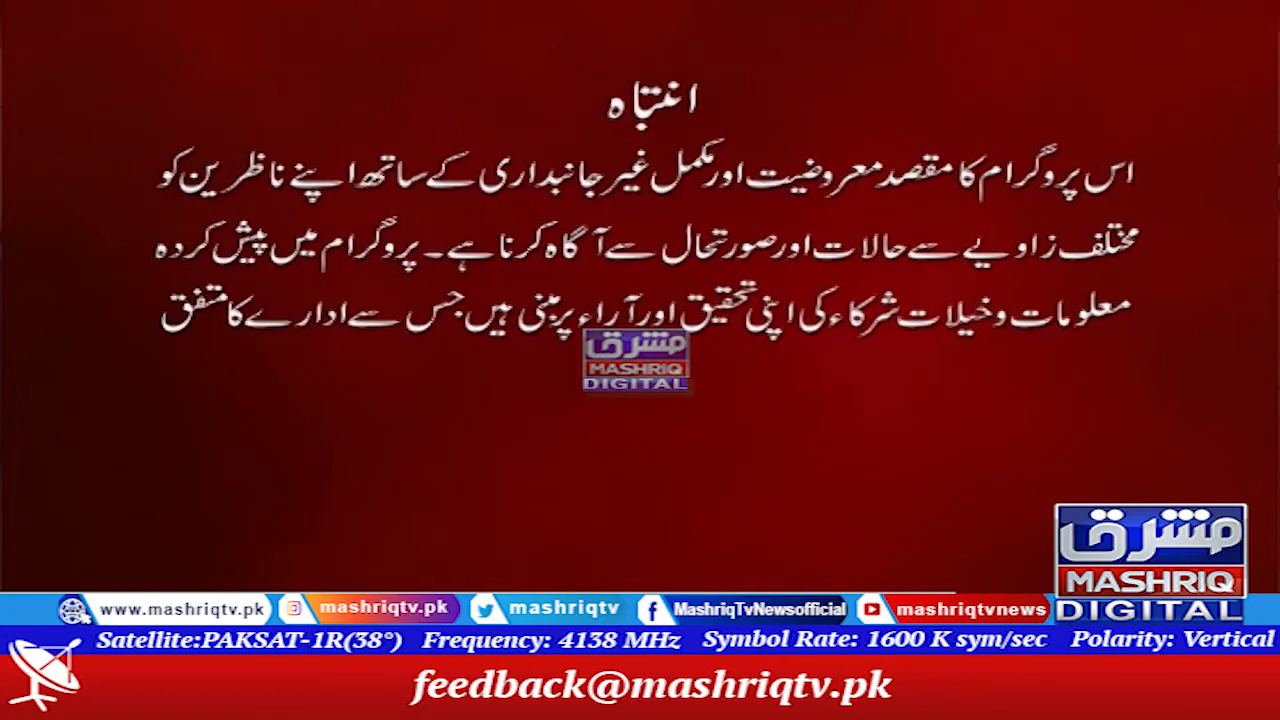 انتباہ
اس پروگرام کا مقصد معروضیت اور مکمل غیر جانبداری کے ساتھ اپنے ناظرین کو
مختلف زاویے سے حالات اور صورتحال سے آگاہ کرنا ہے۔ پروگرام میں پیش کردہ
معلومات و خیلات شرکاء کی اپنی تحقیق اور آراء پر مبنی ہیں جس سے ادارے کا متفق
مشرق
MASHRIQ
DIGITAL
مشرق
MASHRIQ
DIGITAL
www.mashriqtv.pk mashriqtv.pk mashriqtv MashriqTvNewsofficial mashriqtvnews
Satellite:PAKSAT-1R(38°) Frequency: 4138 MHz Symbol Rate: 1600 K sym/sec Polarity: Vertical
feedback@mashriqtv.pk